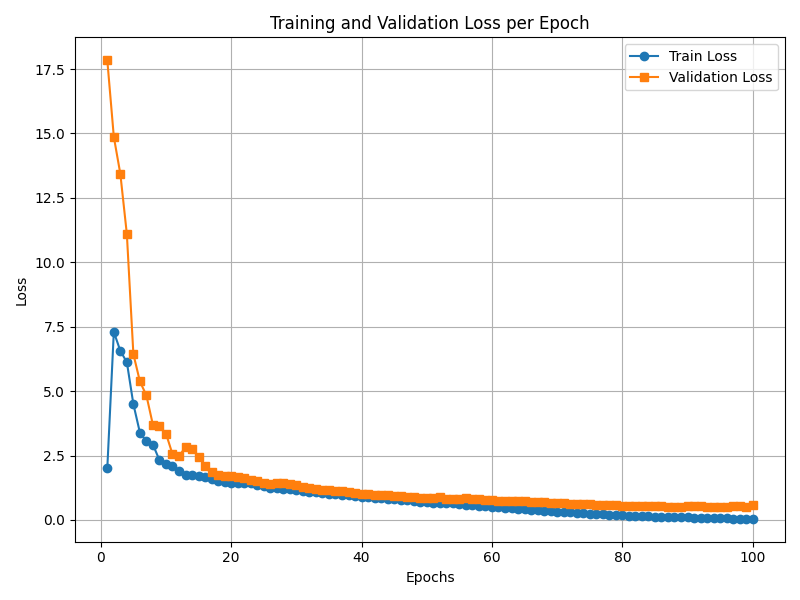 Training and Validation Loss per Epoch
Train Loss
Validation Loss
17.5
15.0
12.5
10.0
7.5
5.0
2.5
0.0
Loss
0 20 40 60 80 100
Epochs